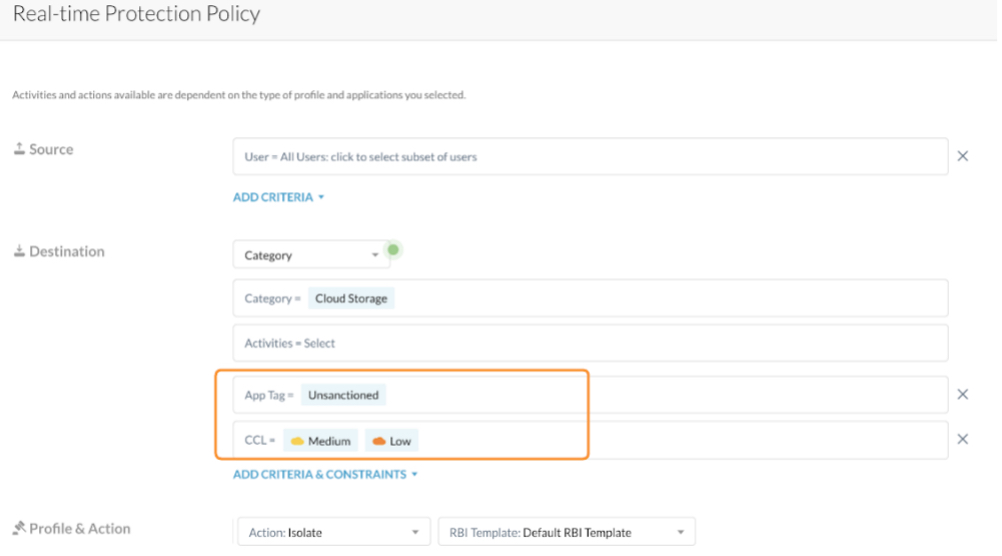 Real-time Protection Policy
Activities and actions available are dependent on the type of profile and applications you selected.
Source
User = All Users: click to select subset of users
ADD CRITERIA
Destination
Category
Category = Cloud Storage
Activities = Select
App Tag = Unsanctioned
CCL = Medium Low
ADD CRITERIA & CONSTRAINTS
Profile & Action
Action: Isolate RBI Template: Default RBI Template